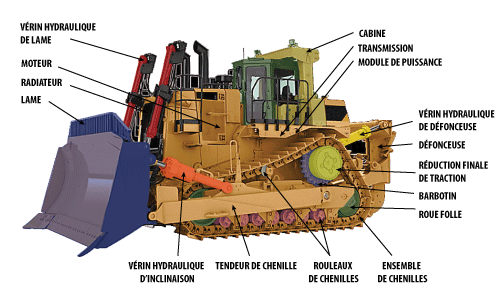 VÉRIN HYDRAULIQUE
DE LAME
MOTEUR
RADIATEUR
LAME
CABINE
TRANSMISSION
MODULE DE PUISSANCE
VÉRIN HYDRAULIQUE
DE DÉFONCEUSE
DÉFONCEUSE
RÉDUCTION FINALE
DE TRACTION
BARBOTIN
ROUE FOLLE
VÉRIN HYDRAULIQUE
D'INCLINAISON
TENDEUR DE CHENILLE
ROULEAUX
DE CHENILLES
ENSEMBLE
DE CHENILLES